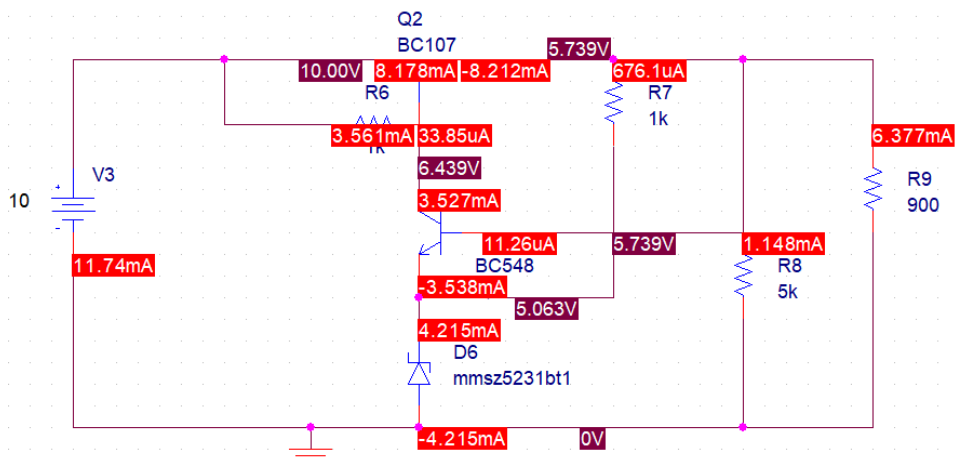 Q2
BC107
5.739V
10.00V
8.178mA
-8.212mA
676.1uA
R6
R7
3.561mA
33.85uA
1k
6.377mA
1k
6.439V
V3
R9
10
3.527mA
900
11.26uA
5.739V
1.148mA
11.74mA
BC548
R8
-3.538mA
5k
5.063V
4.215mA
D6
mmsz5231bt1
-4.215mA
0V